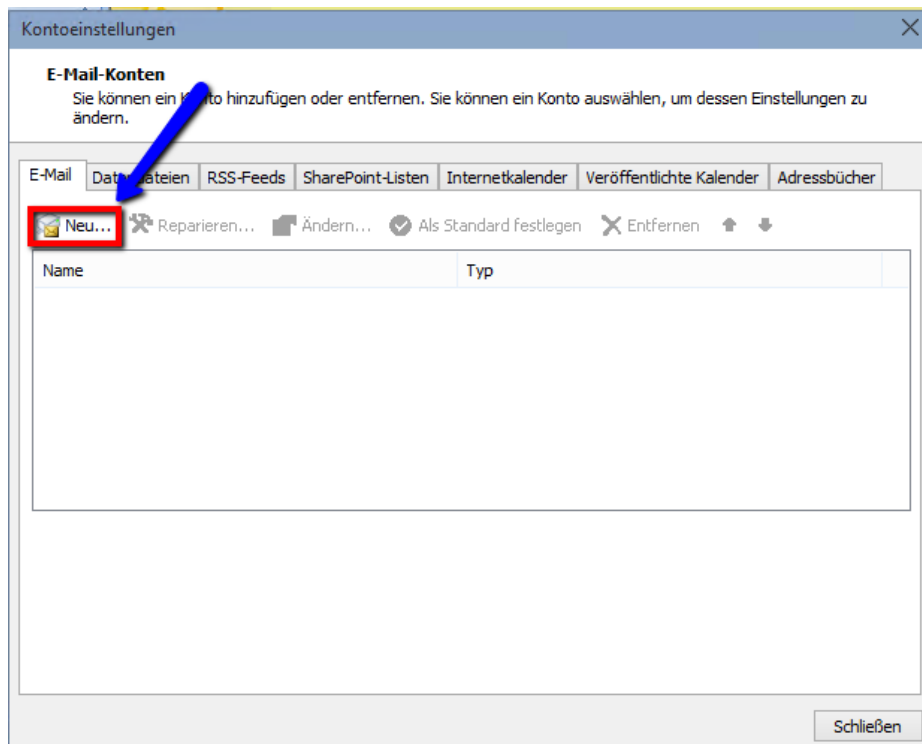 Kontoeinstellungen
E-Mail-Konten
Sie können ein Konto hinzufügen oder entfernen. Sie können ein Konto auswählen, um dessen Einstellungen zu
ändern.
E-Mail Datendateien RSS-Feeds SharePoint-Listen Internetkalender Veröffentlichte Kalender Adressbücher
Neu... Reparieren... Ändern... Als Standard festlegen Entfernen
Name Typ
Schließen